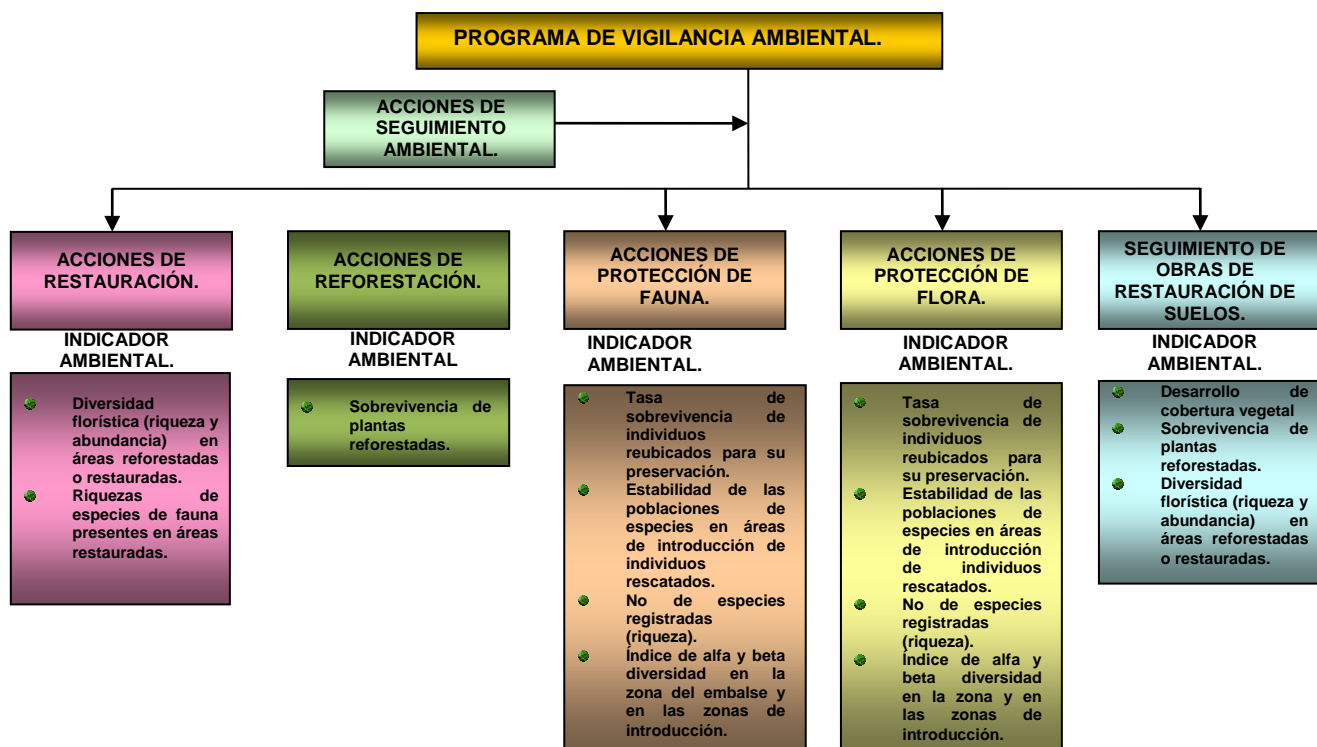 PROGRAMA DE VIGILANCIA AMBIENTAL.
ACCIONES DE
SEGUIMIENTO
AMBIENTAL.
ACCIONES DE
RESTAURACIÓN.
INDICADOR
AMBIENTAL.
Diversidad
florística (riqueza y
abundancia) en
áreas reforestadas
o restauradas.
Riquezas de
especies de fauna
presentes en áreas
restauradas.
ACCIONES DE
REFORESTACIÓN.
INDICADOR
AMBIENTAL
Sobrevivencia de
plantas
reforestadas.
ACCIONES DE
PROTECCIÓN DE
FAUNA.
INDICADOR
AMBIENTAL.
Tasa de
sobrevivencia de
individuos
reubicados para su
preservación.
Estabilidad de las
poblaciones de
especies en áreas
de introducción de
individuos
rescatados.
No de especies
registradas
(riqueza).
Índice de alfa y beta
diversidad en la
zona del embalse y
en las zonas de
introducción.
ACCIONES DE
PROTECCIÓN DE
FLORA.
INDICADOR
AMBIENTAL.
Tasa de
sobrevivencia de
individuos
reubicados para
su preservación.
Estabilidad de las
poblaciones de
especies en áreas
de introducción
de individuos
rescatados.
No de especies
registradas
(riqueza).
Índice de alfa y
beta diversidad
en la zona y en
las zonas de
introducción.
SEGUIMIENTO DE
OBRAS DE
RESTAURACIÓN DE
SUELOS.
INDICADOR
AMBIENTAL.
Desarrollo de
cobertura vegetal
Sobrevivencia de
plantas
reforestadas.
Diversidad
florística (riqueza y
abundancia) en
áreas reforestadas
o restauradas.